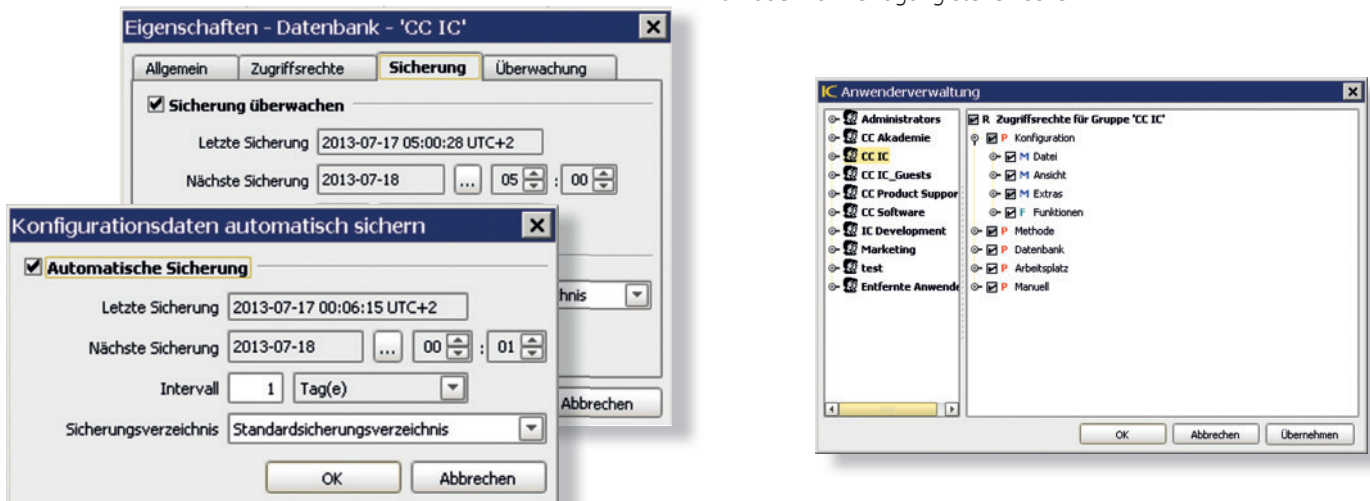 Eigenschaften - Datenbank - 'CC IC'
Allgemein Zugriffsrechte Sicherung Überwachung
Sicherung überwachen
Letzte Sicherung 2013-07-17 05:00:28 UTC+2
Nächste Sicherung 2013-07-18 ... 05 : 00
hnis
Abbrechen
Konfigurationsdaten automatisch sichern
Automatische Sicherung
Letzte Sicherung 2013-07-17 00:06:15 UTC+2
Nächste Sicherung 2013-07-18 ... 00 : 01
Intervall 1 Tag(e)
Sicherungsverzeichnis Standardsicherungsverzeichnis
OK Abbrechen
IC Anwenderverwaltung
Administrators
CC Akademie
CC IC
CC IC_Guests
CC Product Suppor
CC Software
IC Development
Marketing
test
Entfernte Anwende
R Zugriffsrechte für Gruppe 'CC IC'
P Konfiguration
M Datei
M Ansicht
M Extras
F Funktionen
P Methode
P Datenbank
P Arbeitsplatz
P Manuell
OK Abbrechen Übernehmen